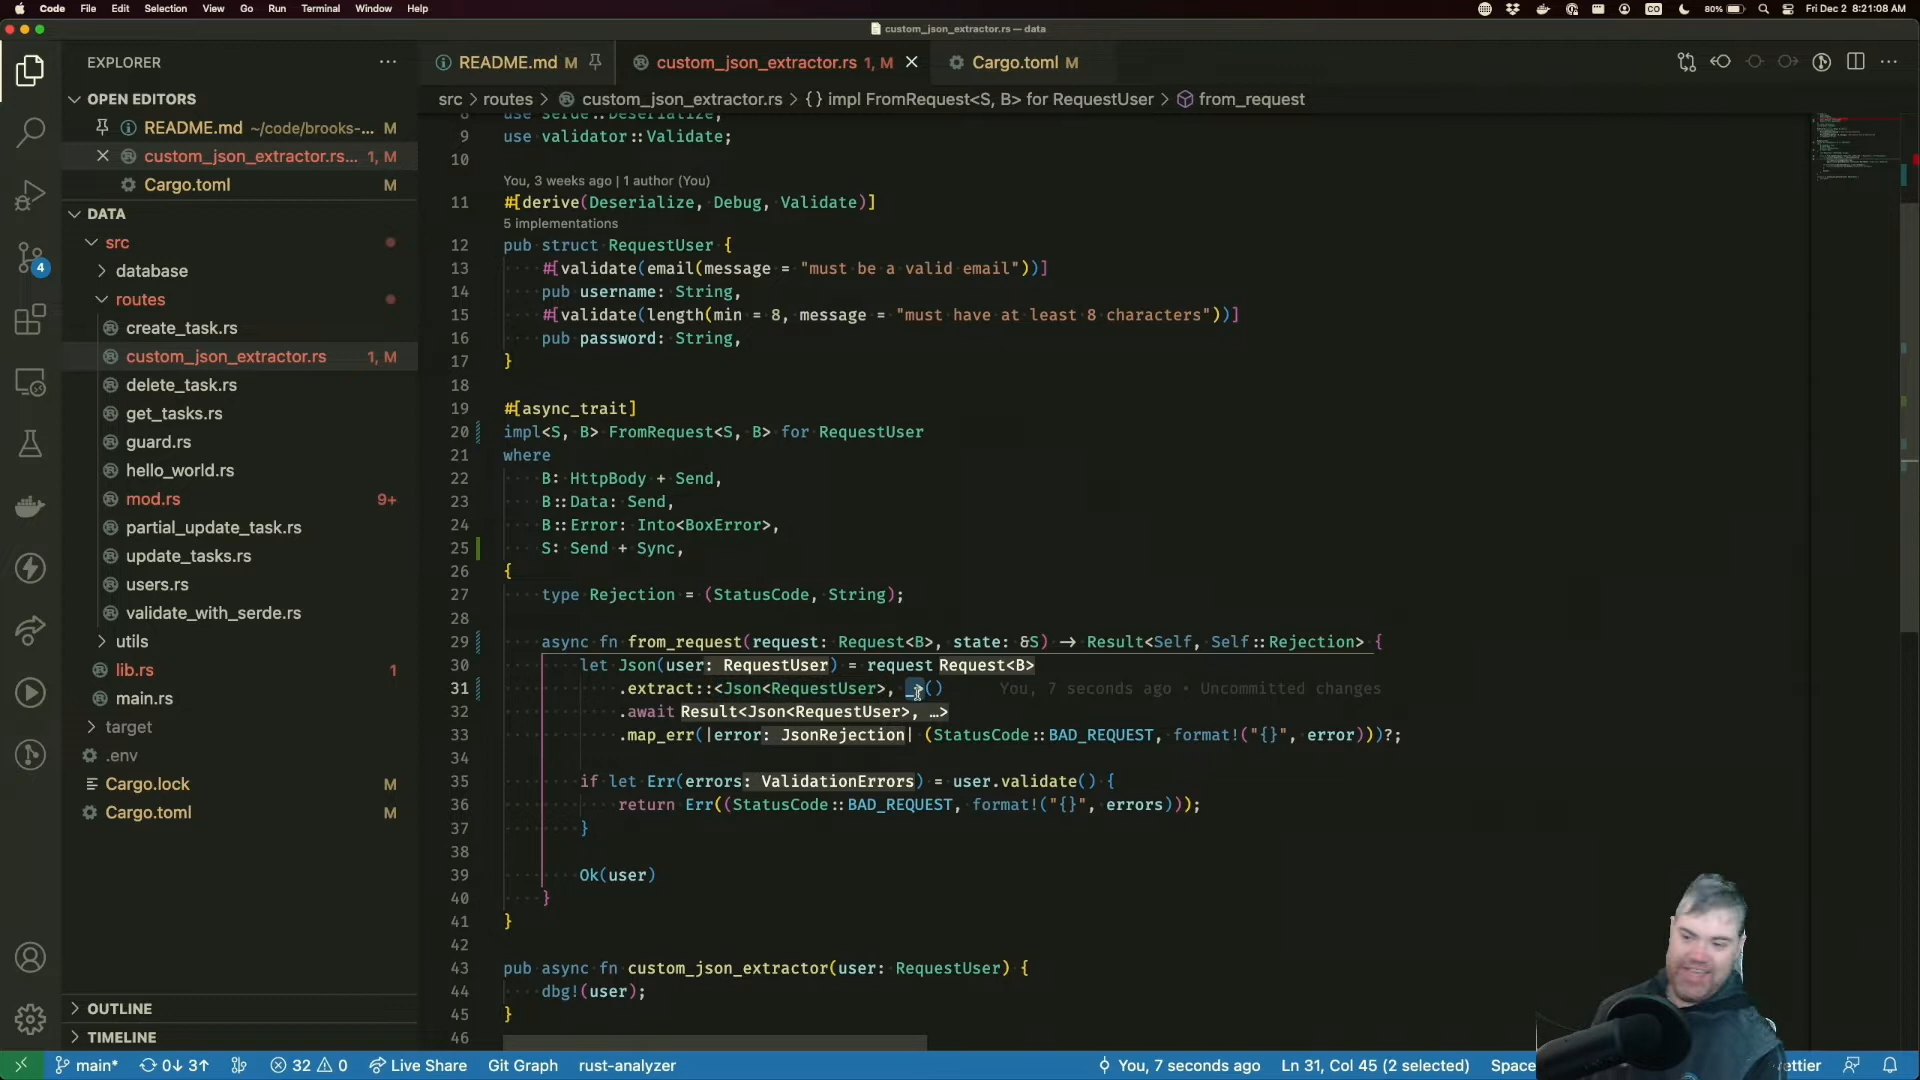 Code File Edit Selection View Go Run Terminal Window Help
80% Fri Dec 2 8:21:08 AM
custom_json_extractor.rs — data
EXPLORER
README.md M
custom_json_extractor.rs 1, M
Cargo.toml M
src > routes > custom_json_extractor.rs > {} impl FromRequest<S, B> for RequestUser > from_request
OPEN EDITORS
README.md ~/code/brooks-... M
custom_json_extractor.rs... 1, M
Cargo.toml M
DATA
src
database
routes
create_task.rs
custom_json_extractor.rs 1, M
delete_task.rs
get_tasks.rs
guard.rs
hello_world.rs
mod.rs 9+
partial_update_task.rs
update_tasks.rs
users.rs
validate_with_serde.rs
utils
lib.rs 1
main.rs
target
.env
Cargo.lock M
Cargo.toml M
OUTLINE
TIMELINE
4
8 use serde::Deserialize;
9 use validator::Validate;
10
You, 3 weeks ago | 1 author (You)
11 #[derive(Deserialize, Debug, Validate)]
5 implementations
12 pub struct RequestUser {
13 #[validate(email(message = "must be a valid email"))]
14 pub username: String,
15 #[validate(length(min = 8, message = "must have at least 8 characters"))]
16 pub password: String,
17 }
18
19 #[async_trait]
20 impl<S, B> FromRequest<S, B> for RequestUser
21 where
22 B: HttpBody + Send,
23 B::Data: Send,
24 B::Error: Into<BoxError>,
25 S: Send + Sync,
26 {
27 type Rejection = (StatusCode, String);
28
29 async fn from_request(request: Request<B>, state: &S) -> Result<Self, Self::Rejection> {
30 let Json(user: RequestUser) = request Request<B>
31 .extract::<Json<RequestUser>, _>() You, 7 seconds ago • Uncommitted changes
32 .await Result<Json<RequestUser>, …>
33 .map_err(|error: JsonRejection| (StatusCode::BAD_REQUEST, format!("{}", error)))?;
34
35 if let Err(errors: ValidationErrors) = user.validate() {
36 return Err((StatusCode::BAD_REQUEST, format!("{}", errors)));
37 }
38
39 Ok(user)
40 }
41 }
42
43 pub async fn custom_json_extractor(user: RequestUser) {
44 dbg!(user);
45 }
46
main* 0↓ 3↑ 32 0 Live Share Git Graph rust-analyzer You, 7 seconds ago Ln 31, Col 45 (2 selected) Space ettier